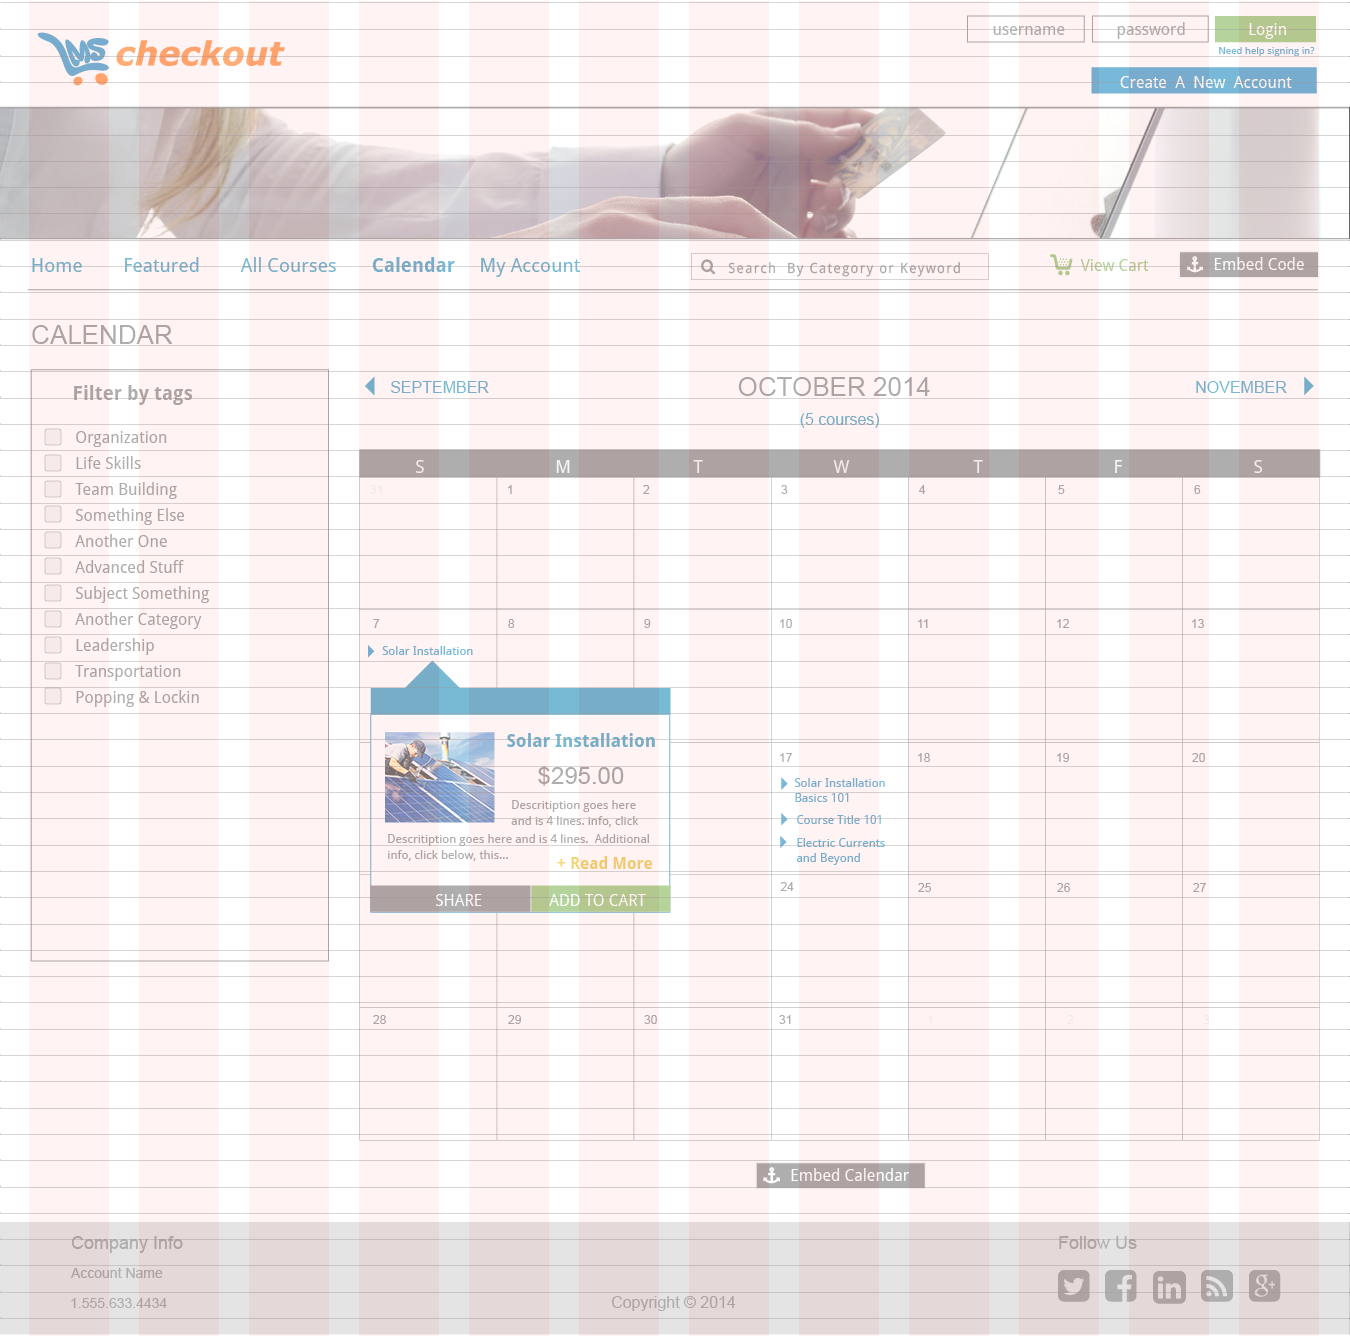 LMS checkout
username password Login
Need help signing in?
Create A New Account
Home Featured All Courses Calendar My Account Search By Category or Keyword View Cart Embed Code
CALENDAR
Filter by tags
Organization
Life Skills
Team Building
Something Else
Another One
Advanced Stuff
Subject Something
Another Category
Leadership
Transportation
Popping & Lockin
SEPTEMBER OCTOBER 2014 NOVEMBER
(5 courses)
S M T W T F S
31 1 2 3 4 5 6
7 8 9 10 11 12 13
Solar Installation
Solar Installation
$295.00
Descritiption goes here
and is 4 lines. info, click
Descritiption goes here and is 4 lines. Additional
info, click below, this...
+ Read More
SHARE ADD TO CART
17 18 19 20
Solar Installation
Basics 101
Course Title 101
Electric Currents
and Beyond
24 25 26 27
28 29 30 31 1 2 3
Embed Calendar
Company Info
Account Name
1.555.633.4434
Copyright © 2014
Follow Us